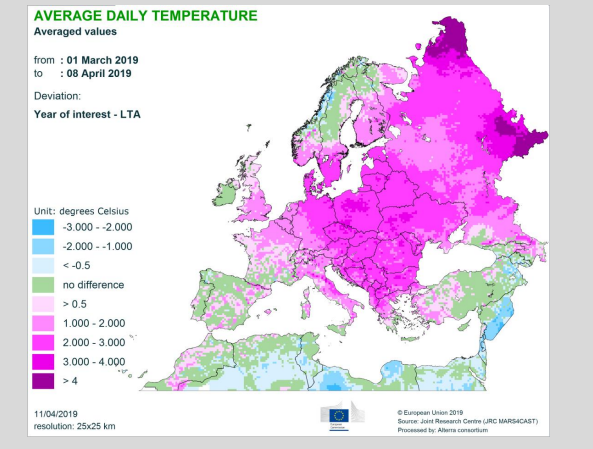 AVERAGE DAILY TEMPERATURE
Averaged values
from : 01 March 2019
to : 08 April 2019
Deviation:
Year of interest - LTA
Unit: degrees Celsius
-3.000 - -2.000
-2.000 - -1.000
< -0.5
no difference
> 0.5
1.000 - 2.000
2.000 - 3.000
3.000 - 4.000
> 4
11/04/2019
resolution: 25x25 km
© European Union 2019
Source: Joint Research Centre (JRC MARS4CAST)
Processed by: Alterra consortium